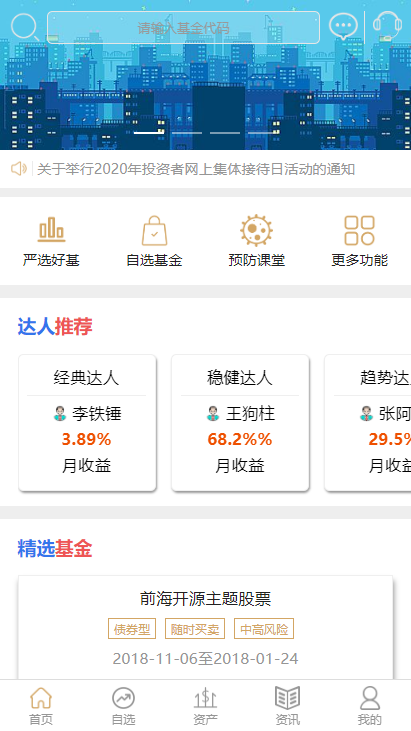 请输入基金代码
关于举行2020年投资者网上集体接待日活动的通知
严选好基 自选基金 预防课堂 更多功能
达人推荐
经典达人 稳健达人 趋势达
李铁锤 王狗柱 张阿
3.89% 68.2%% 29.5%
月收益 月收益 月收益
精选基金
前海开源主题股票
债券型 随时买卖 中高风险
2018-11-06至2018-01-24
首页 自选 资产 资讯 我的